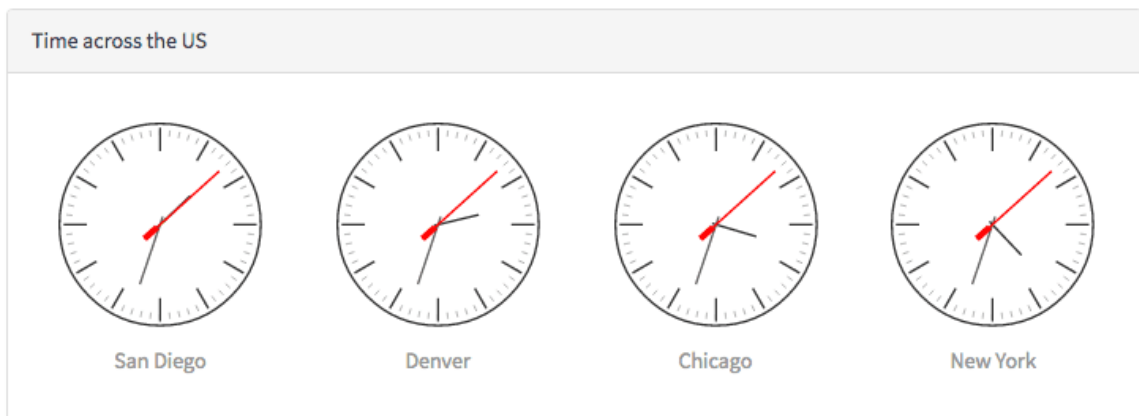 Time across the US
San Diego
Denver
Chicago
New York